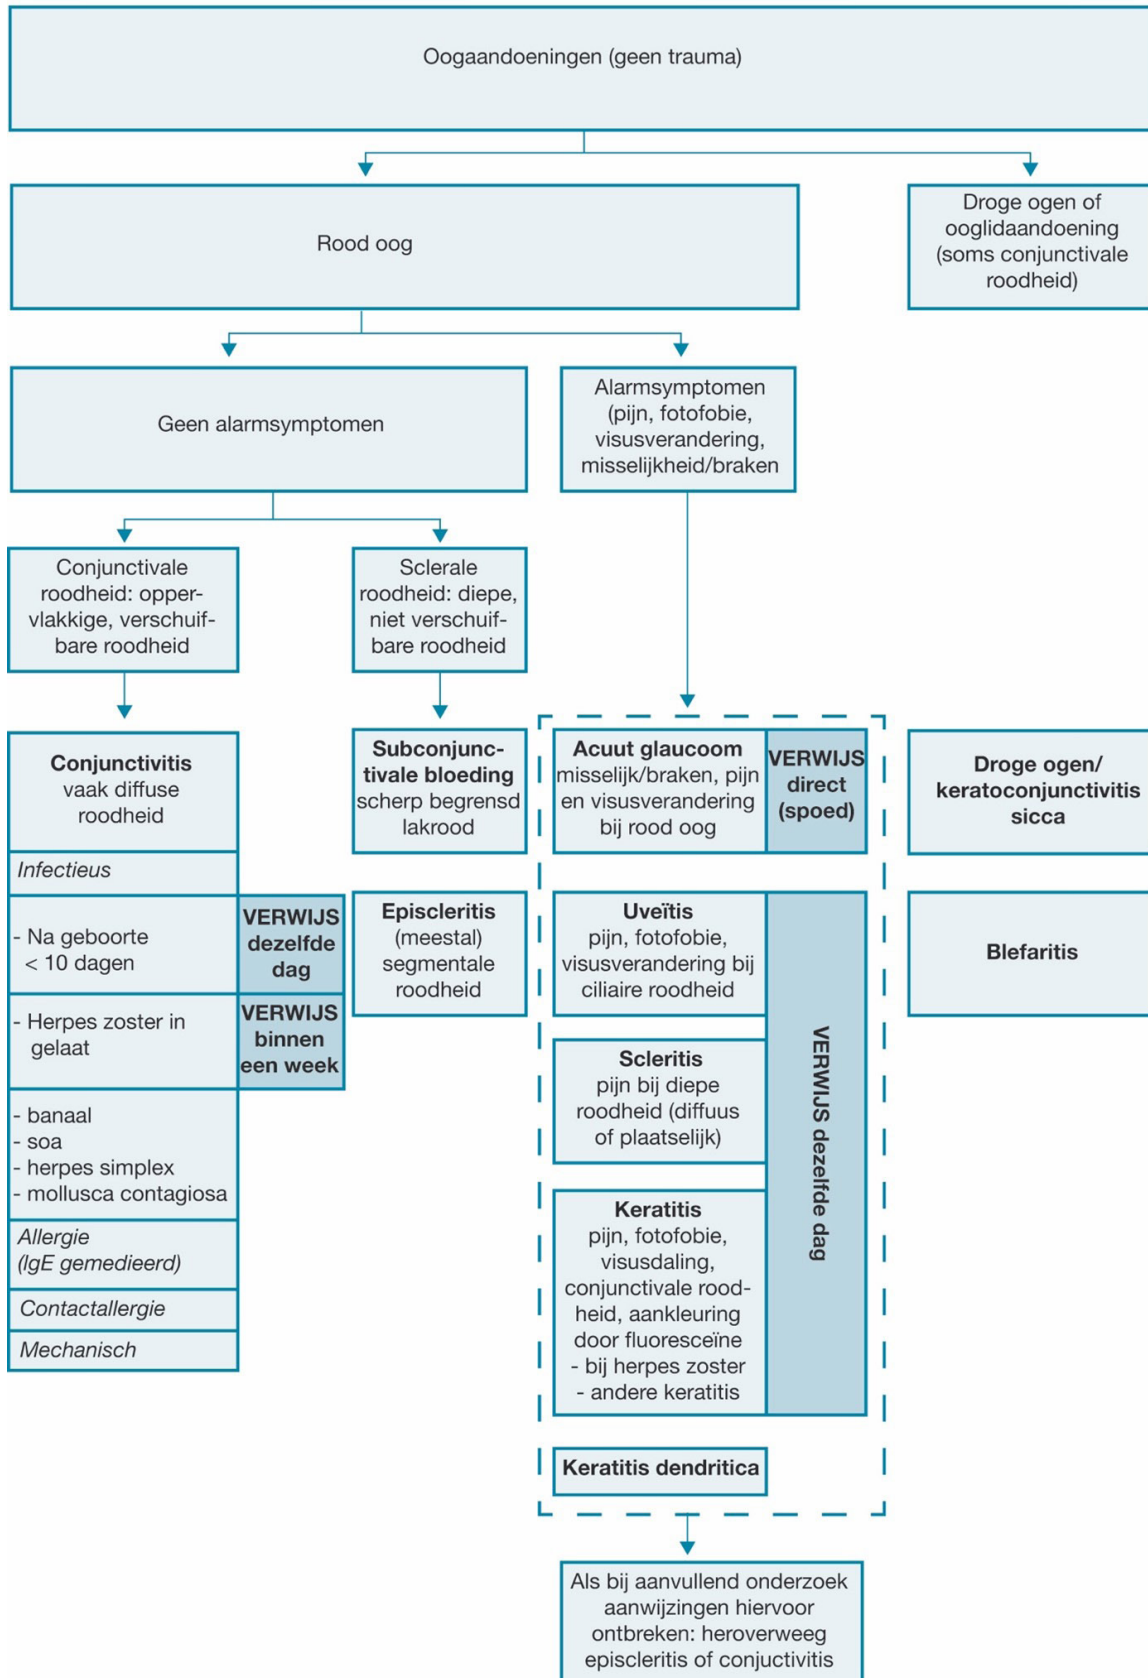 Oogaandoeningen (geen trauma)
Rood oog
Droge ogen of
ooglidaandoening
(soms conjunctivale
roodheid)
Geen alarmsymptomen
Alarmsymptomen
(pijn, fotofobie,
visusverandering,
misselijkheid/braken
Conjunctivale
roodheid: opper-
vlakkige, verschuif-
bare roodheid
Sclerale
roodheid: diepe,
niet verschuif-
bare roodheid
Conjunctivitis
vaak diffuse
roodheid
Infectieus
- Na geboorte
< 10 dagen
VERWIJS
dezelfde
dag
- Herpes zoster in
gelaat
VERWIJS
binnen
een week
- banaal
- soa
- herpes simplex
- mollusca contagiosa
Allergie
(IgE gemedieerd)
Contactallergie
Mechanisch
Subconjunc-
tivale bloeding
scherp begrensd
lakrood
Episcleritis
(meestal)
segmentale
roodheid
Acuut glaucoom
misselijk/braken, pijn
en visusverandering
bij rood oog
VERWIJS
direct
(spoed)
Uveïtis
pijn, fotofobie,
visusverandering bij
ciliaire roodheid
Scleritis
pijn bij diepe
roodheid (diffuus
of plaatselijk)
Keratitis
pijn, fotofobie,
visusdaling,
conjunctivale rood-
heid, aankleuring
door fluoresceïne
- bij herpes zoster
- andere keratitis
VERWIJS dezelfde dag
Keratitis dendritica
Als bij aanvullend onderzoek
aanwijzingen hiervoor
ontbreken: heroverweeg
episcleritis of conjuctivitis
Droge ogen/
keratoconjunctivitis
sicca
Blefaritis